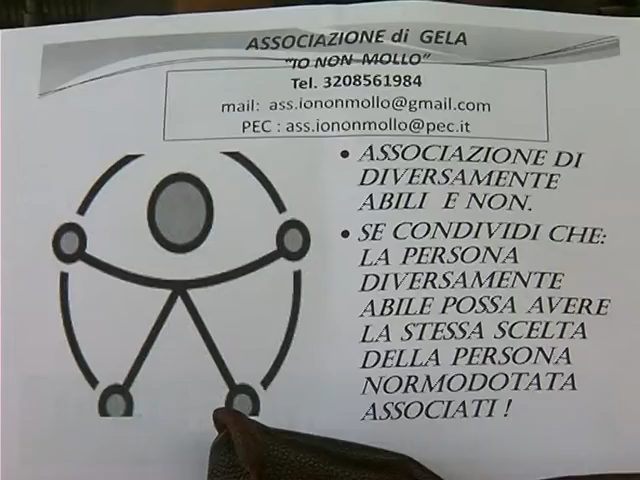 ASSOCIAZIONE di GELA
"IO NON MOLLO"
Tel. 3208561984
mail: ass.iononmollo@gmail.com
PEC : ass.iononmollo@pec.it
• ASSOCIAZIONE DI
DIVERSAMENTE
ABILI E NON.
• SE CONDIVIDI CHE:
LA PERSONA
DIVERSAMENTE
ABILE POSSA AVERE
LA STESSA SCELTA
DELLA PERSONA
NORMODOTATA
ASSOCIATI !